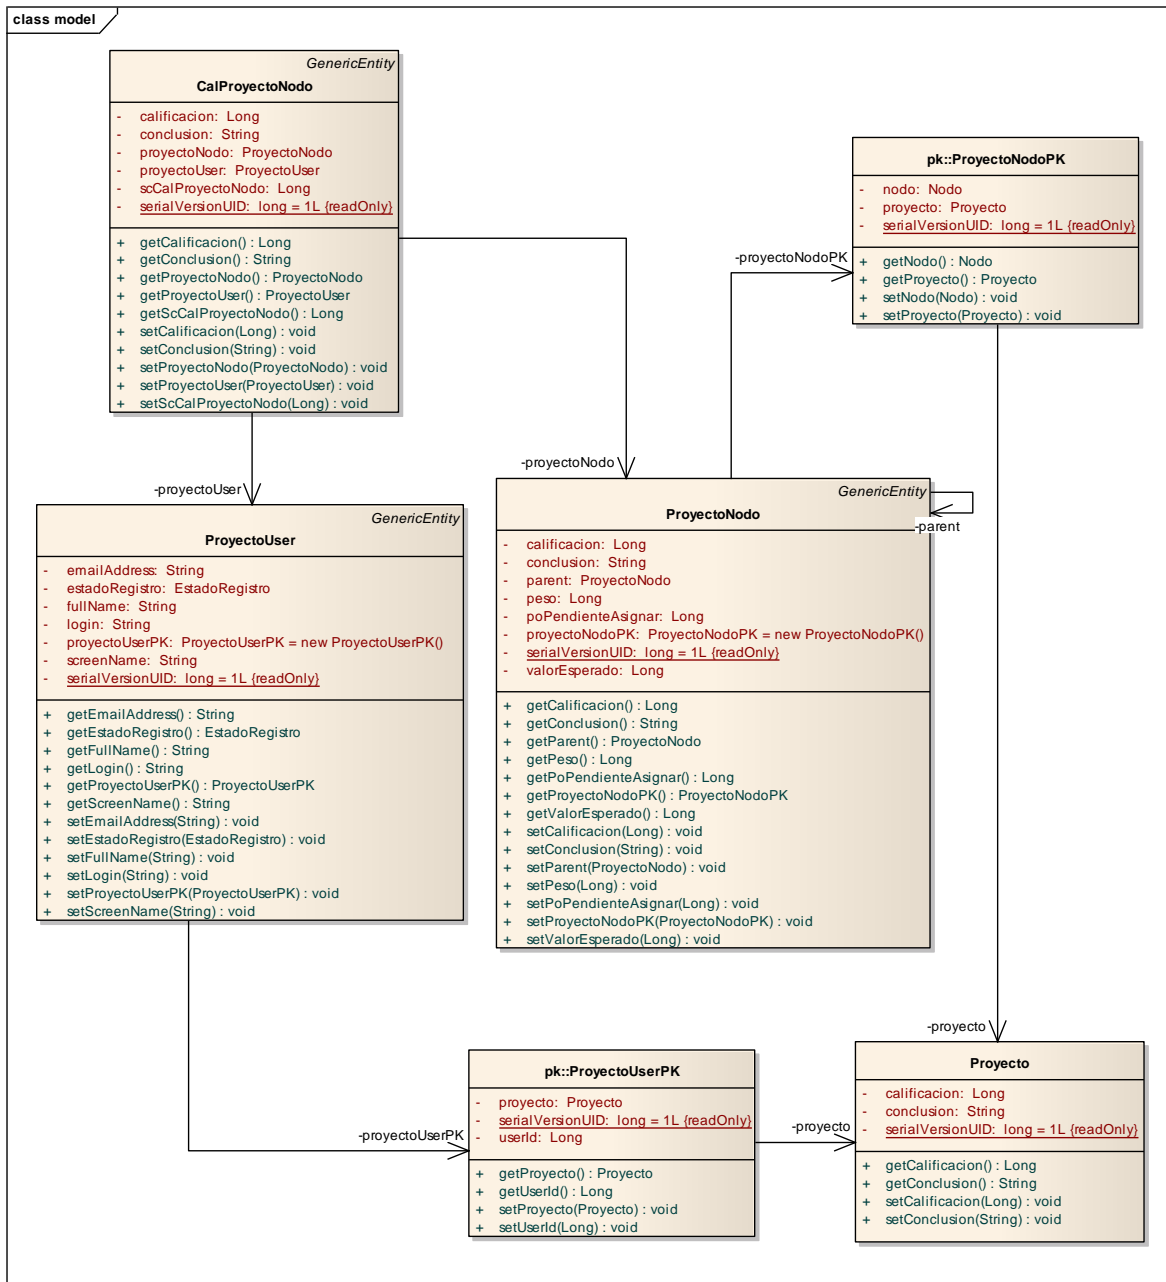 class model
GenericEntity
CalProyectoNodo
- calificacion: Long
- conclusion: String
- proyectoNodo: ProyectoNodo
- proyectoUser: ProyectoUser
- scCalProyectoNodo: Long
- serialVersionUID: long = 1L {readOnly}
+ getCalificacion() : Long
+ getConclusion() : String
+ getProyectoNodo() : ProyectoNodo
+ getProyectoUser() : ProyectoUser
+ getScCalProyectoNodo() : Long
+ setCalificacion(Long) : void
+ setConclusion(String) : void
+ setProyectoNodo(ProyectoNodo) : void
+ setProyectoUser(ProyectoUser) : void
+ setScCalProyectoNodo(Long) : void
pk::ProyectoNodoPK
- nodo: Nodo
- proyecto: Proyecto
- serialVersionUID: long = 1L {readOnly}
+ getNodo() : Nodo
+ getProyecto() : Proyecto
+ setNodo(Nodo) : void
+ setProyecto(Proyecto) : void
-proyectoNodoPK
-proyectoNodo
-proyectoUser
GenericEntity
ProyectoUser
- emailAddress: String
- estadoRegistro: EstadoRegistro
- fullName: String
- login: String
- proyectoUserPK: ProyectoUserPK = new ProyectoUserPK()
- screenName: String
- serialVersionUID: long = 1L {readOnly}
+ getEmailAddress() : String
+ getEstadoRegistro() : EstadoRegistro
+ getFullName() : String
+ getLogin() : String
+ getProyectoUserPK() : ProyectoUserPK
+ getScreenName() : String
+ setEmailAddress(String) : void
+ setEstadoRegistro(EstadoRegistro) : void
+ setFullName(String) : void
+ setLogin(String) : void
+ setProyectoUserPK(ProyectoUserPK) : void
+ setScreenName(String) : void
GenericEntity
ProyectoNodo
- calificacion: Long
- conclusion: String
- parent: ProyectoNodo
- peso: Long
- poPendienteAsignar: Long
- proyectoNodoPK: ProyectoNodoPK = new ProyectoNodoPK()
- serialVersionUID: long = 1L {readOnly}
- valorEsperado: Long
+ getCalificacion() : Long
+ getConclusion() : String
+ getParent() : ProyectoNodo
+ getPeso() : Long
+ getPoPendienteAsignar() : Long
+ getProyectoNodoPK() : ProyectoNodoPK
+ getValorEsperado() : Long
+ setCalificacion(Long) : void
+ setConclusion(String) : void
+ setParent(ProyectoNodo) : void
+ setPeso(Long) : void
+ setPoPendienteAsignar(Long) : void
+ setProyectoNodoPK(ProyectoNodoPK) : void
+ setValorEsperado(Long) : void
-parent
-proyectoUserPK
pk::ProyectoUserPK
- proyecto: Proyecto
- serialVersionUID: long = 1L {readOnly}
- userId: Long
+ getProyecto() : Proyecto
+ getUserId() : Long
+ setProyecto(Proyecto) : void
+ setUserId(Long) : void
-proyecto
-proyecto
Proyecto
- calificacion: Long
- conclusion: String
- serialVersionUID: long = 1L {readOnly}
+ getCalificacion() : Long
+ getConclusion() : String
+ setCalificacion(Long) : void
+ setConclusion(String) : void